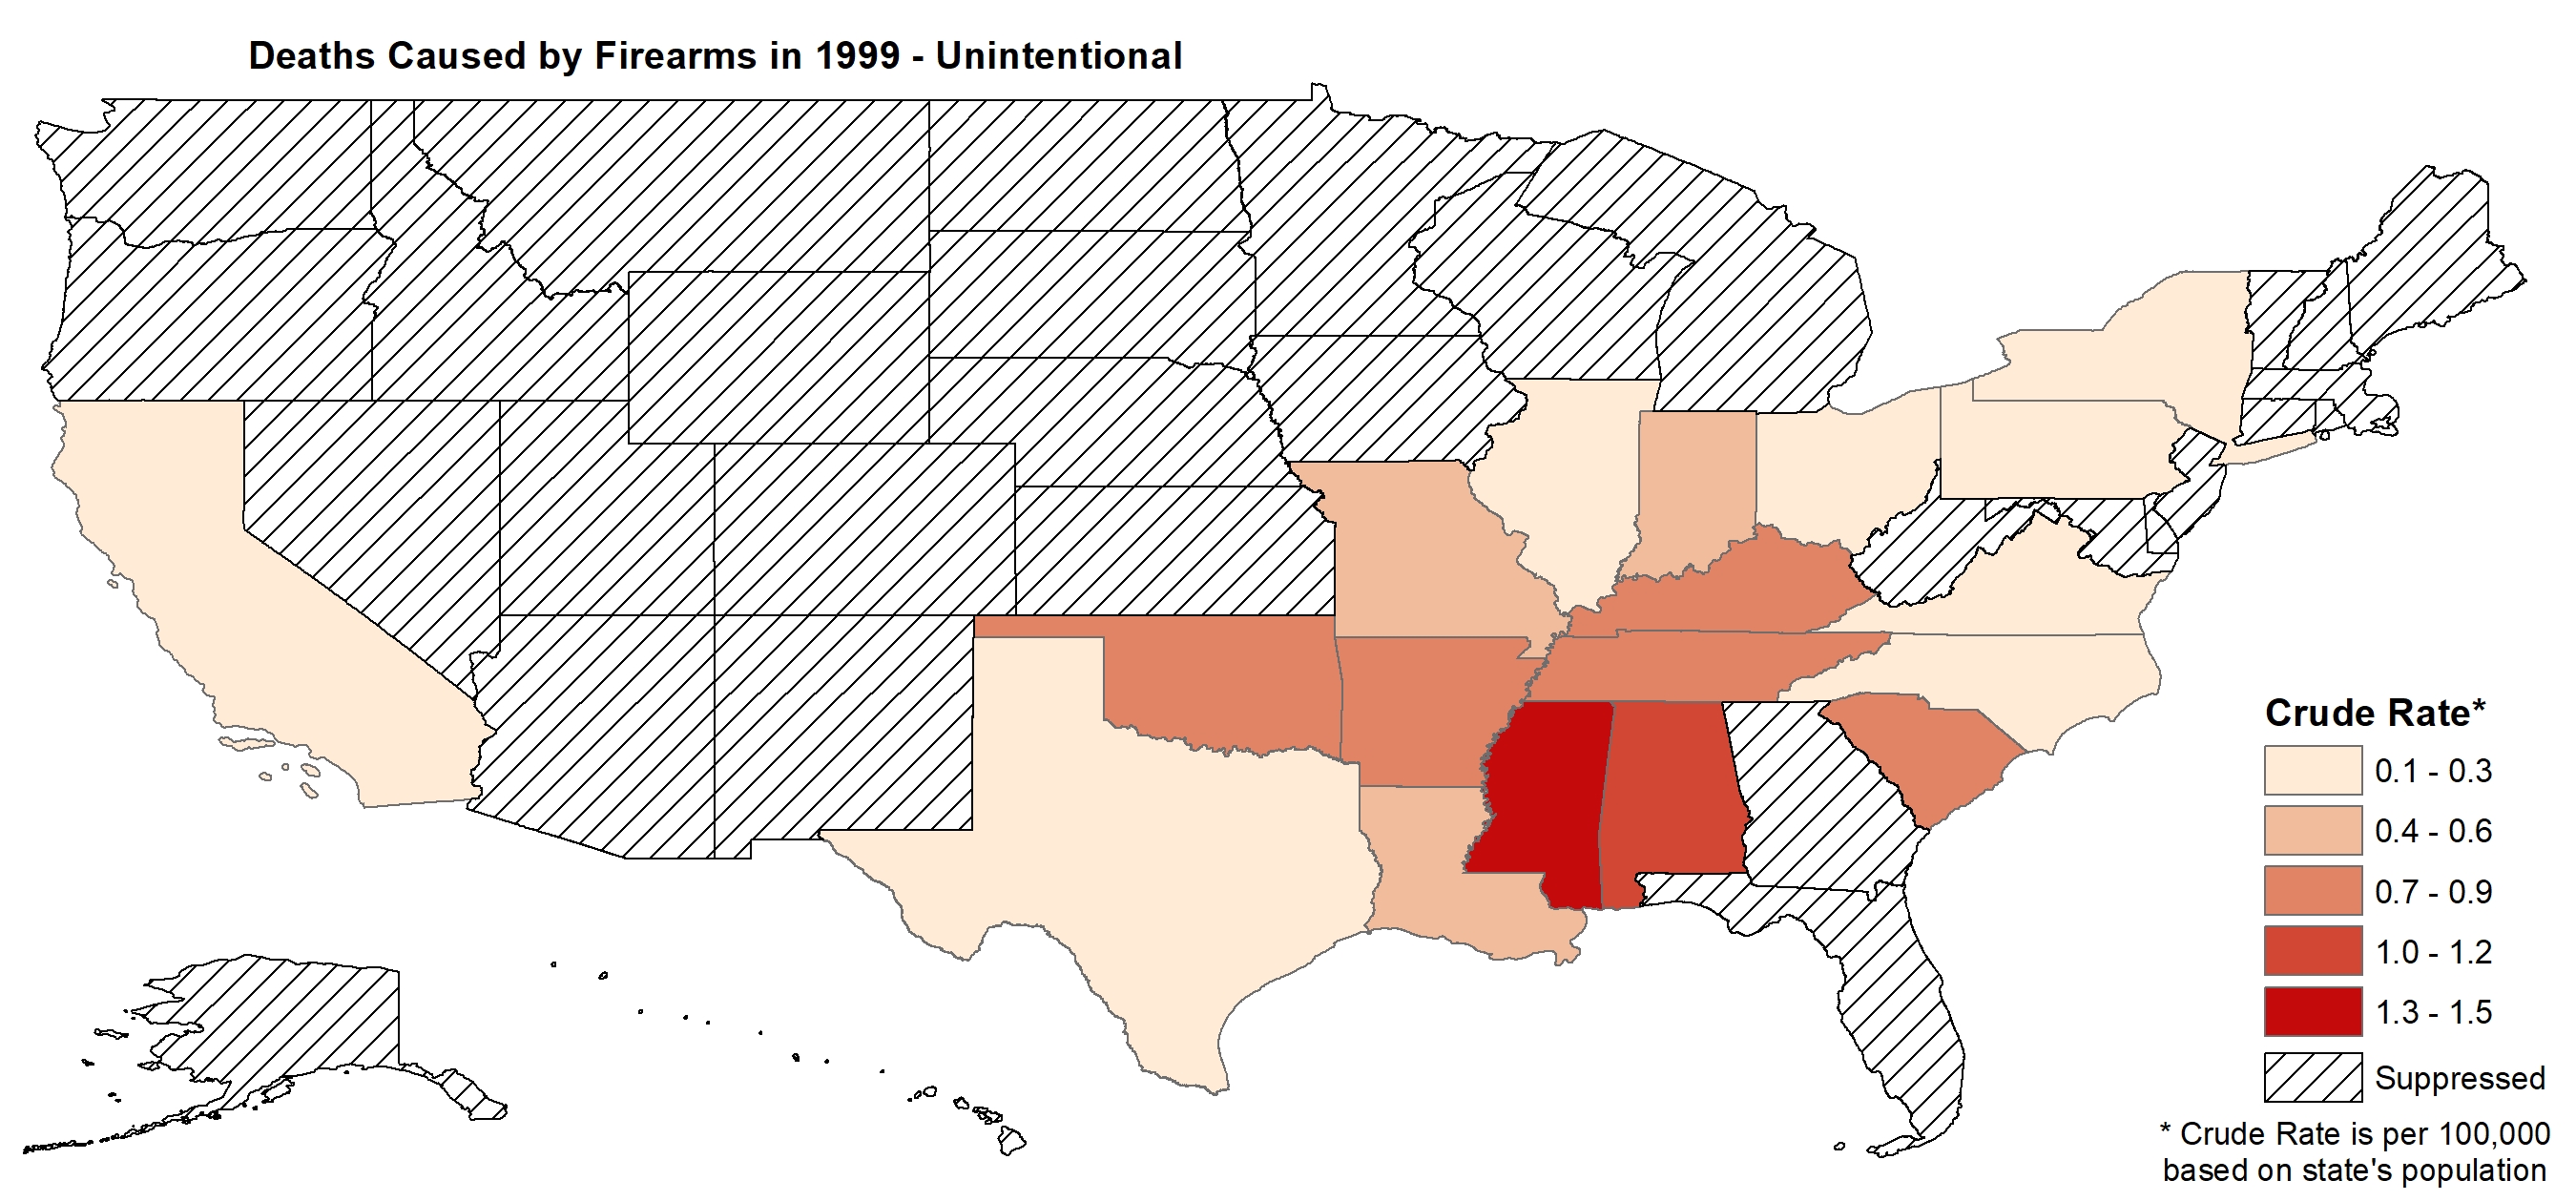 Deaths Caused by Firearms in 1999 - Unintentional
Crude Rate*
0.1 - 0.3
0.4 - 0.6
0.7 - 0.9
1.0 - 1.2
1.3 - 1.5
Suppressed
* Crude Rate is per 100,000
based on state's population